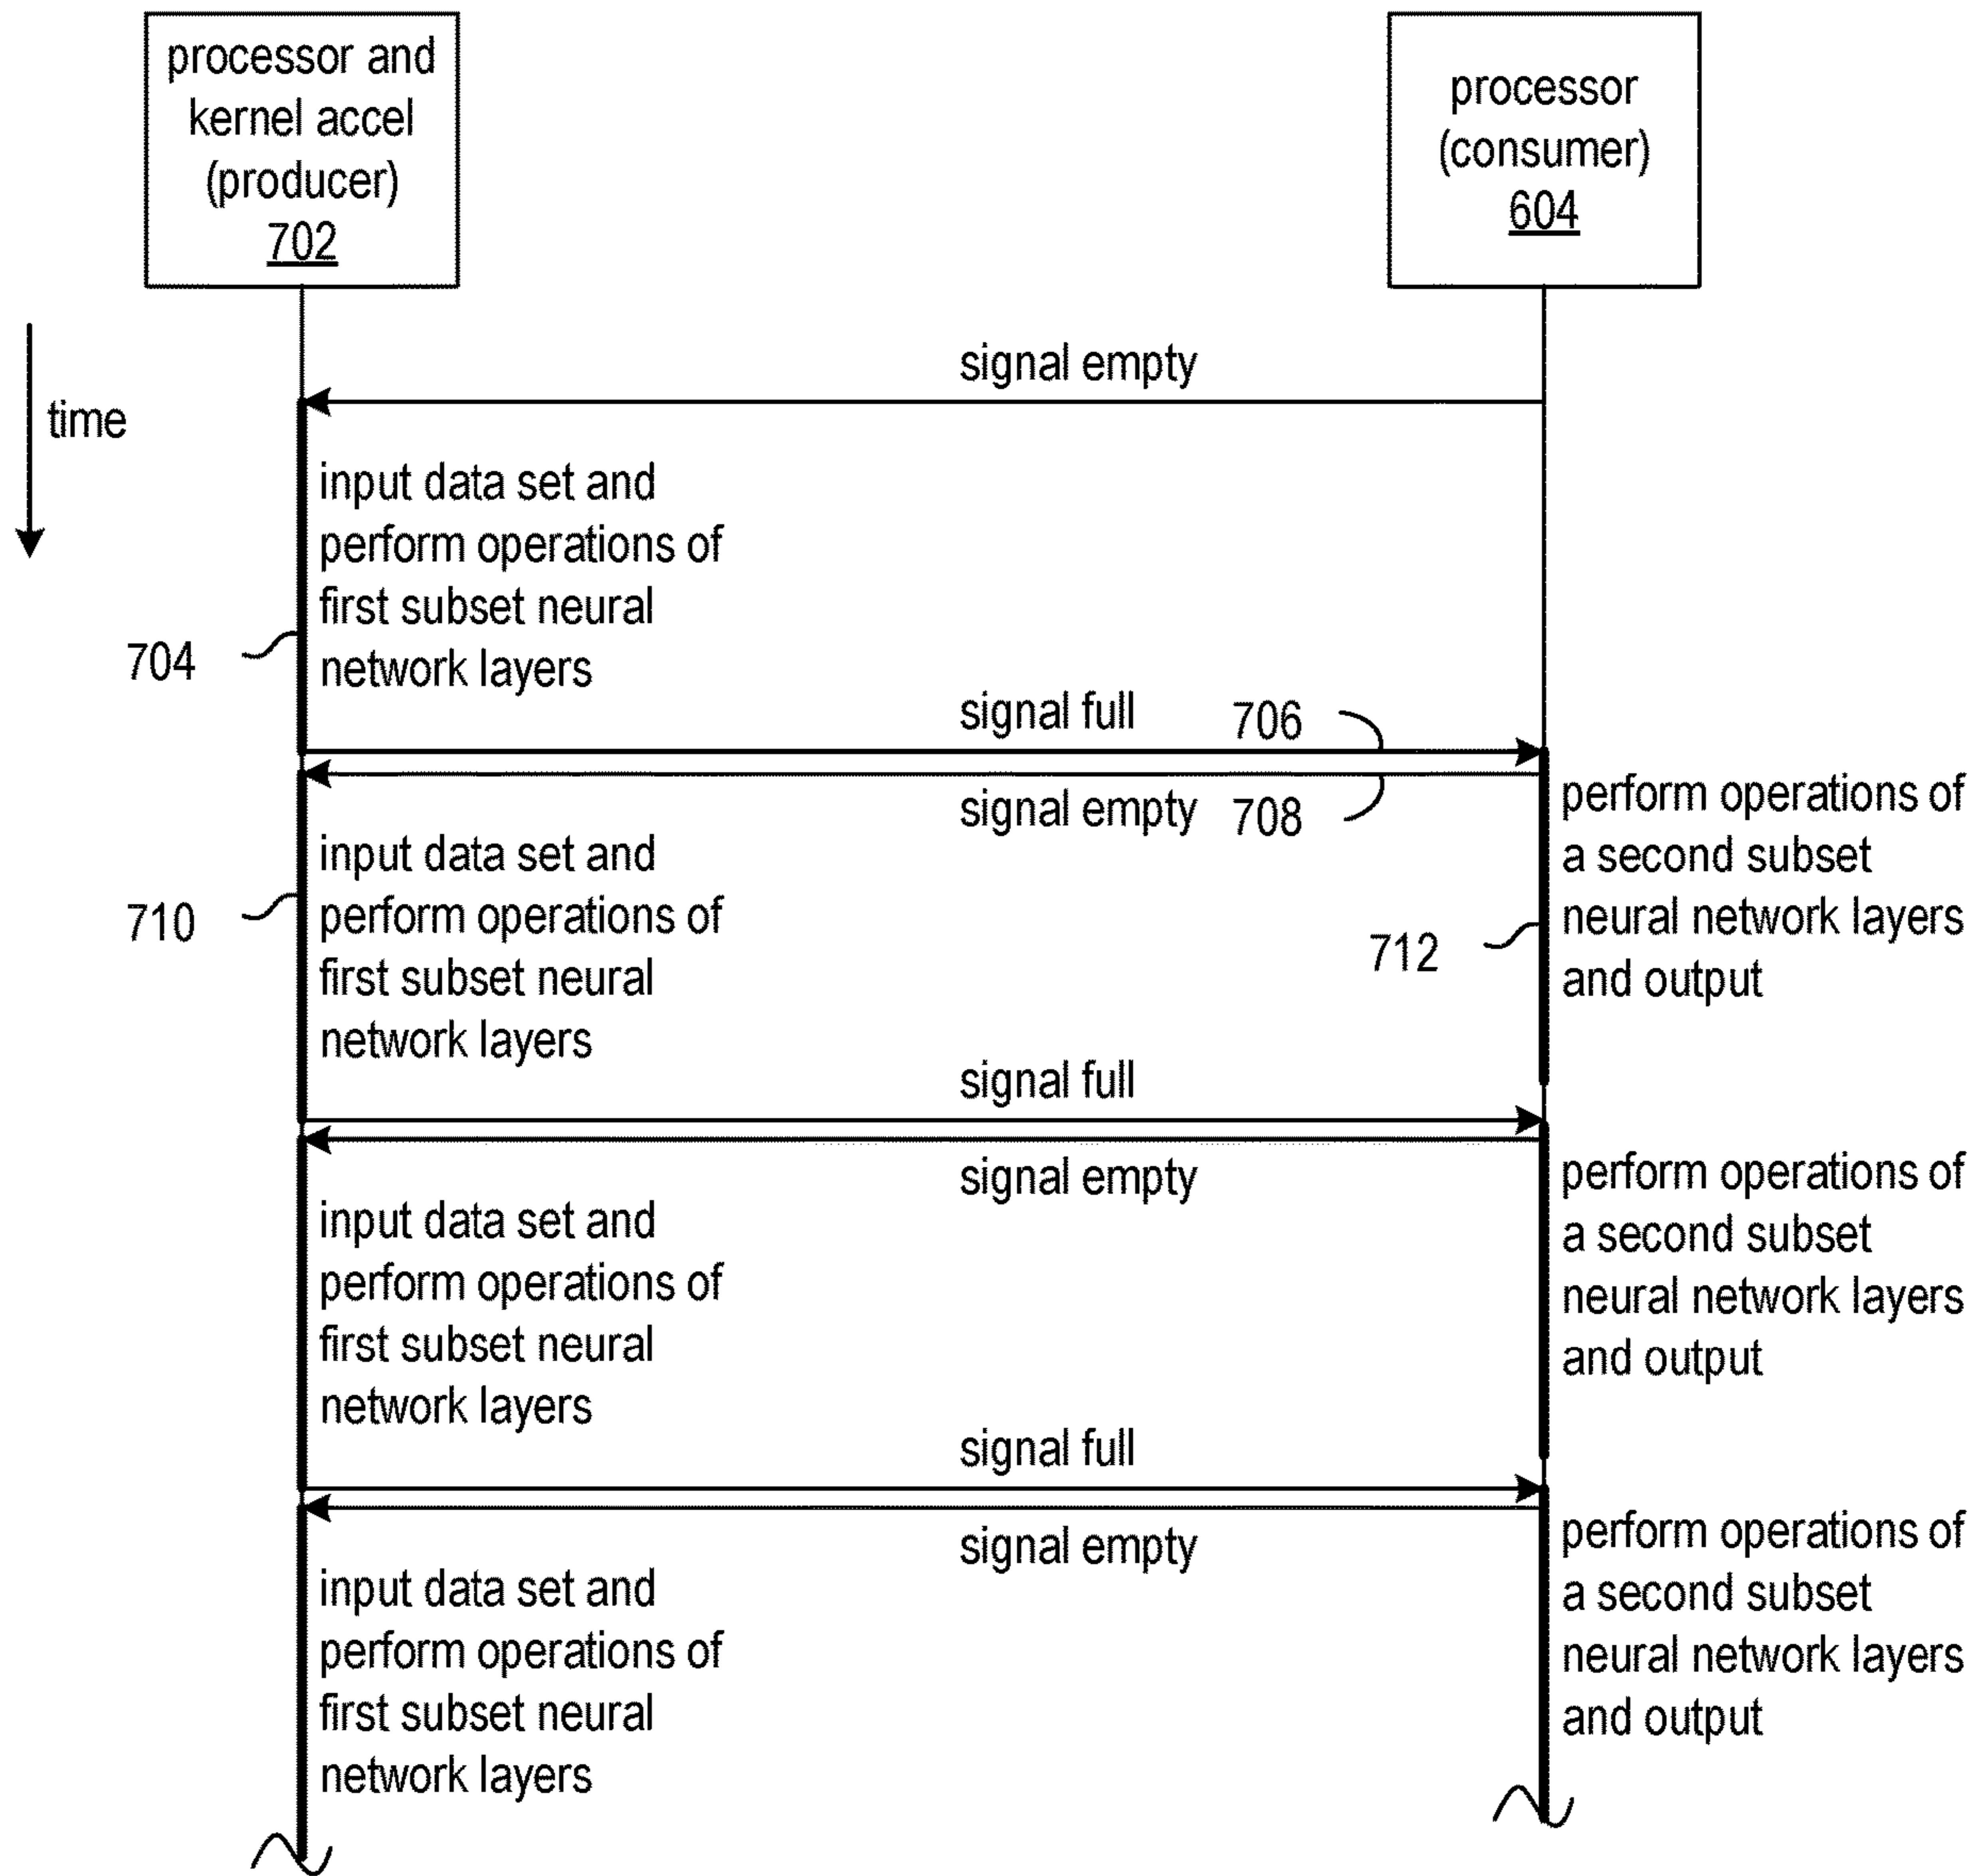 processor and
kernel accel
(producer)
702
processor
(consumer)
604
time
signal empty
input data set and
perform operations of
first subset neural
network layers
704
signal full
706
signal empty
708
input data set and
perform operations of
first subset neural
network layers
710
perform operations of
a second subset
neural network layers
and output
712
signal full
signal empty
input data set and
perform operations of
first subset neural
network layers
perform operations of
a second subset
neural network layers
and output
signal full
signal empty
input data set and
perform operations of
first subset neural
network layers
perform operations of
a second subset
neural network layers
and output